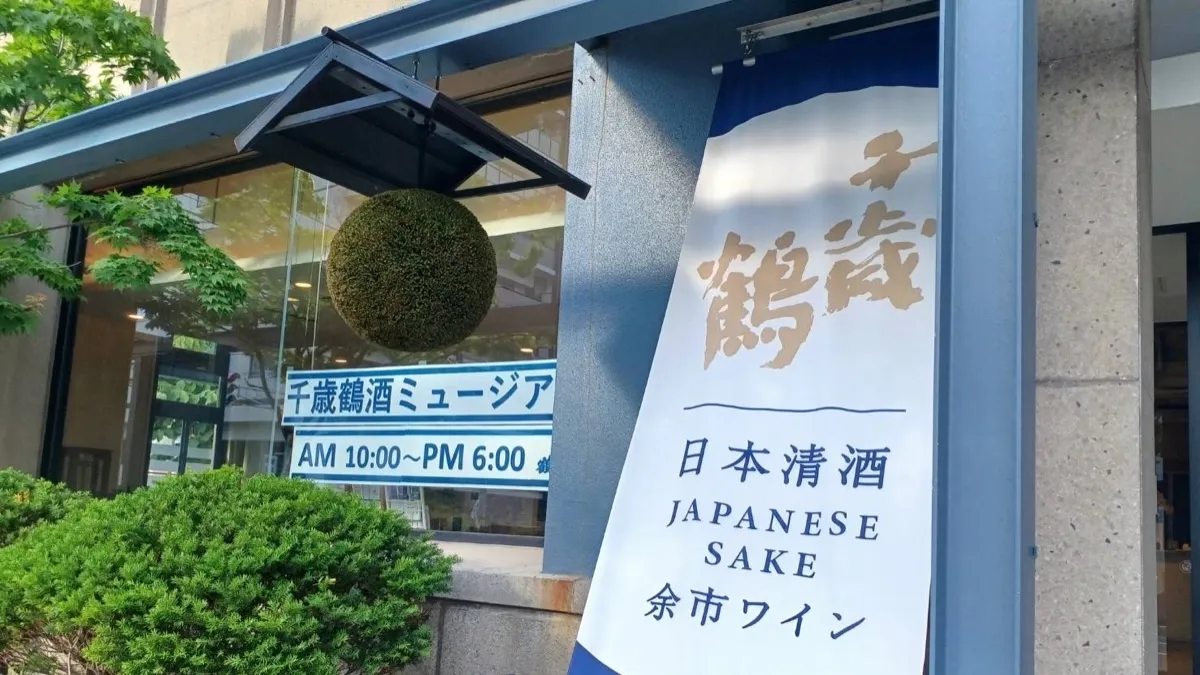 千歳鶴酒ミュージア
AM 10:00～PM 6:00 鶴
千歳
鶴
日本清酒
JAPANESE
SAKE
余市ワイン